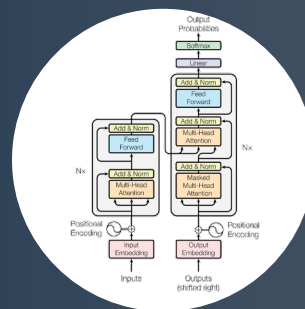 Output
Probabilities
Softmax
Linear
Add & Norm
Feed
Forward
Add & Norm
Multi-Head
Attention
Add & Norm
Masked
Multi-Head
Attention
Nx
Add & Norm
Feed
Forward
Add & Norm
Multi-Head
Attention
Nx
Positional
Encoding
Input
Embedding
Inputs
Output
Embedding
Positional
Encoding
Outputs
(shifted right)